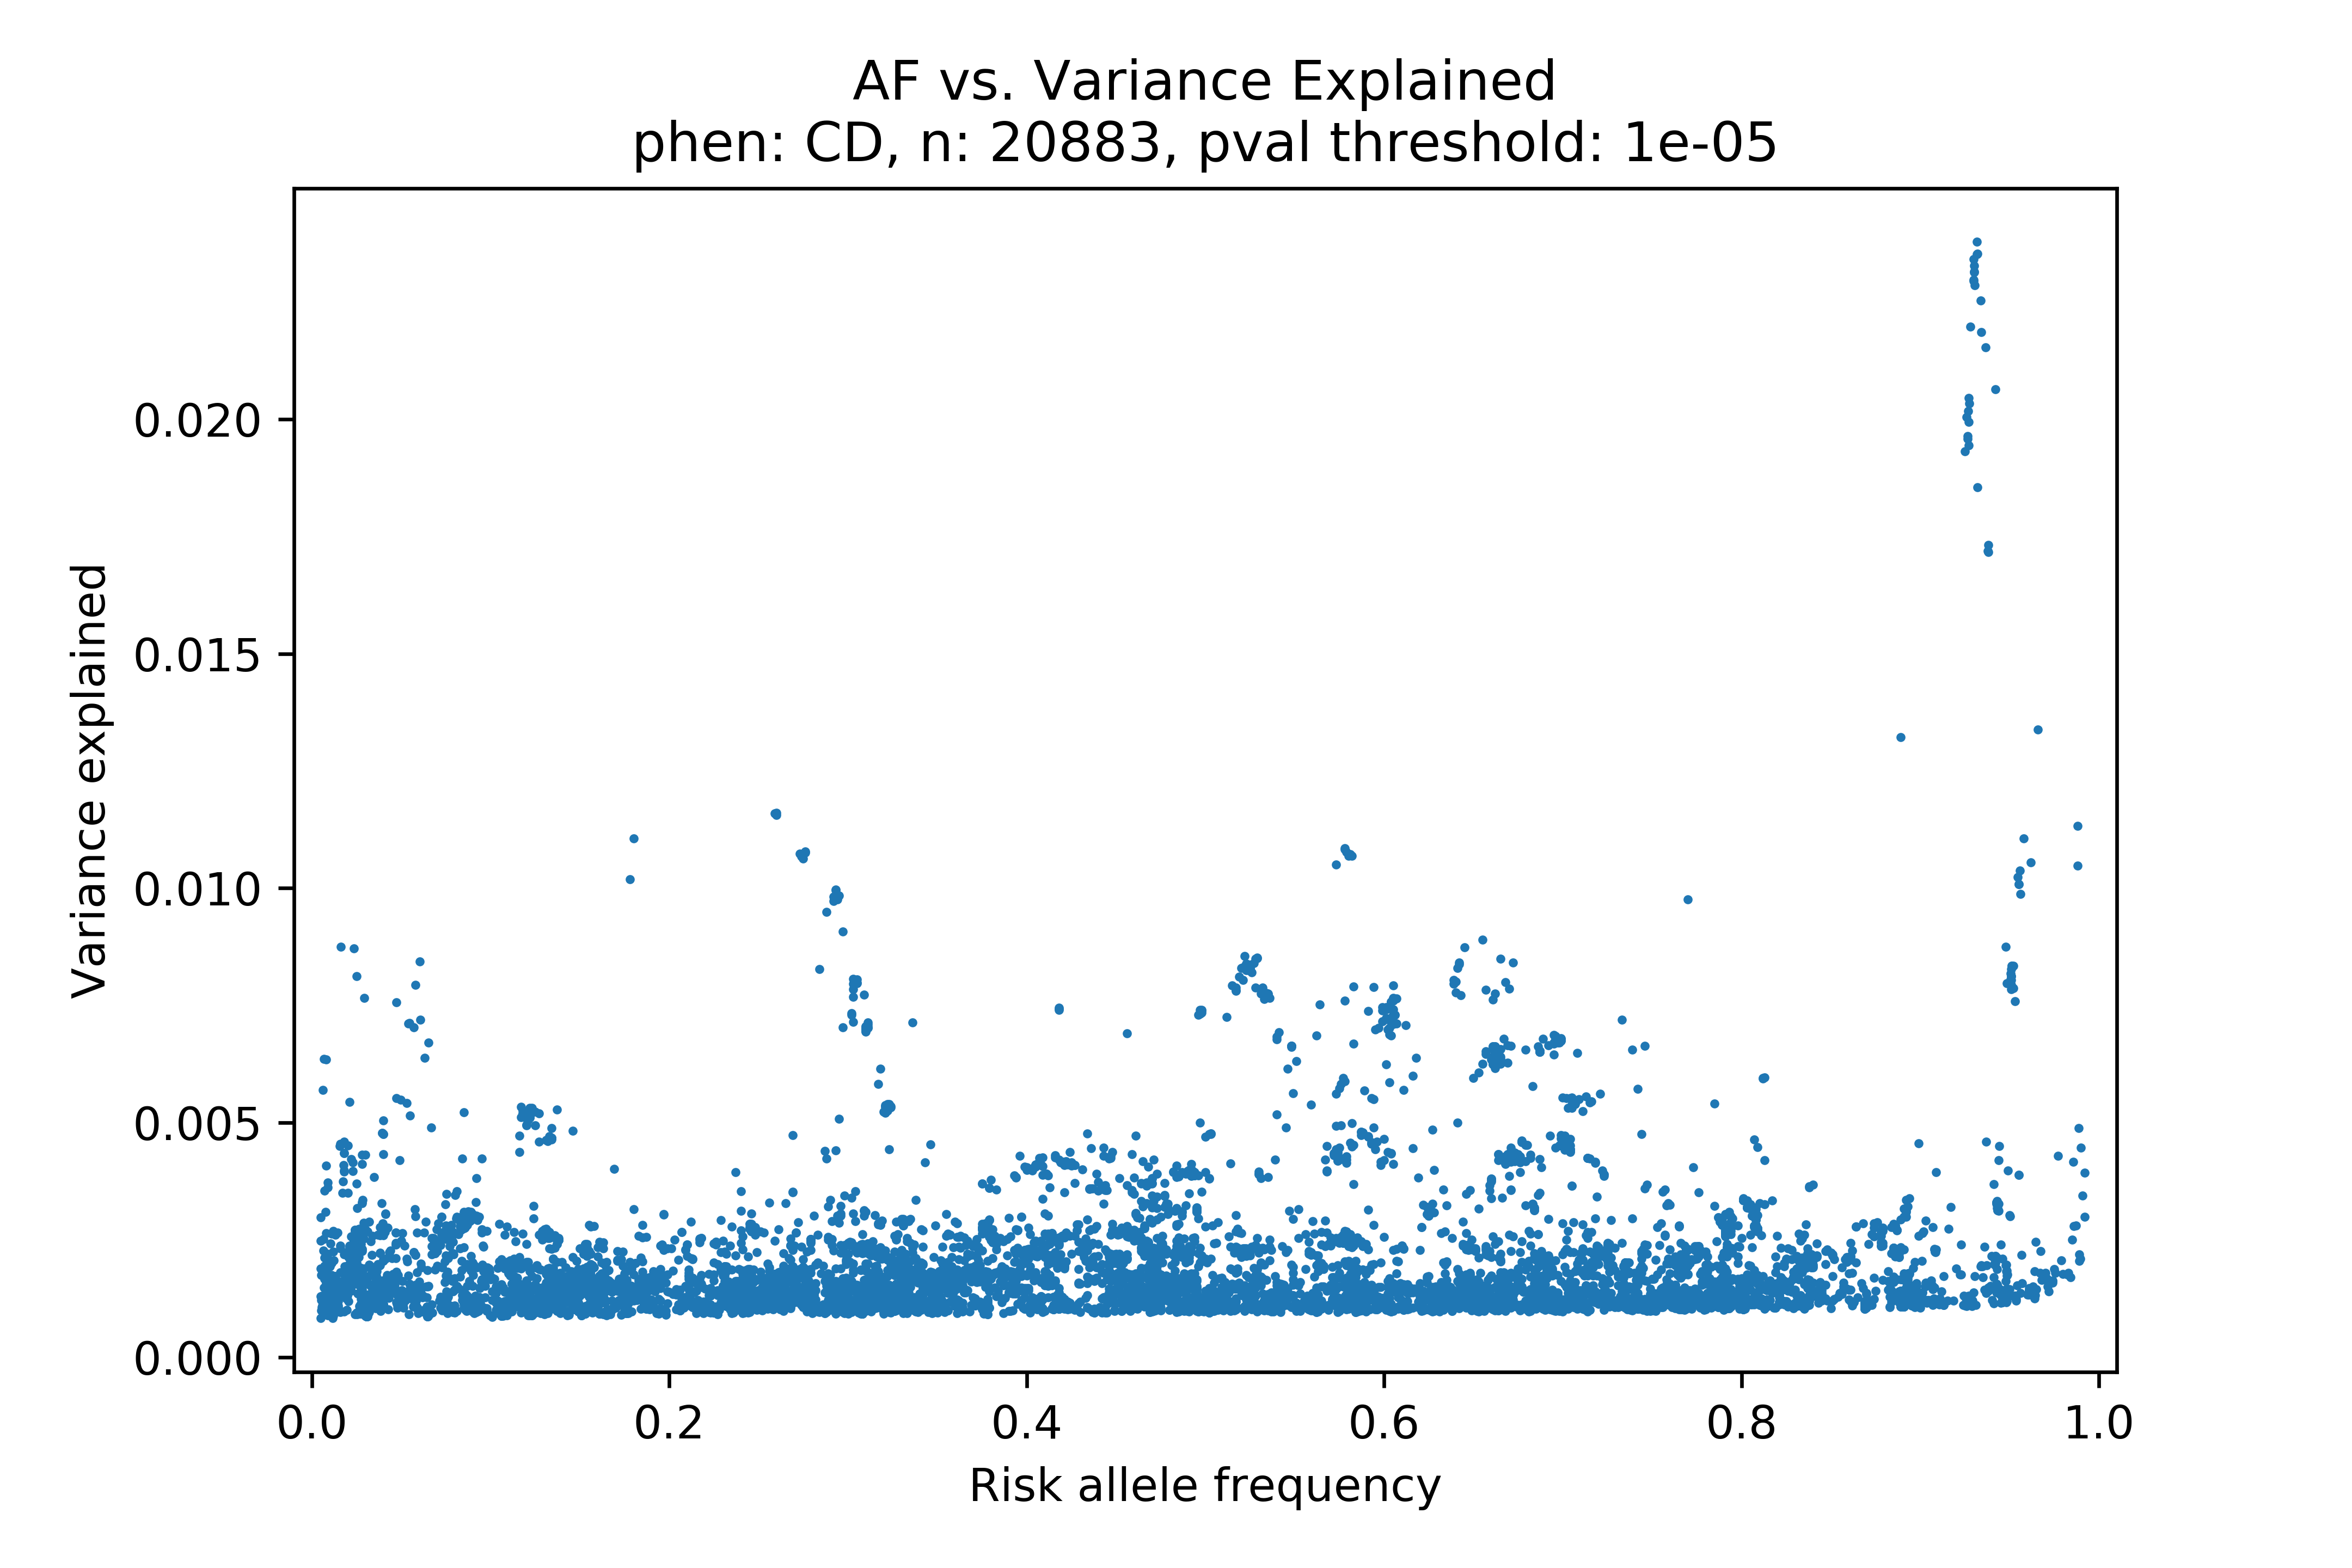 AF vs. Variance Explained
phen: CD, n: 20883, pval threshold: 1e-05
Variance explained
0.020
0.015
0.010
0.005
0.000
0.0 0.2 0.4 0.6 0.8 1.0
Risk allele frequency